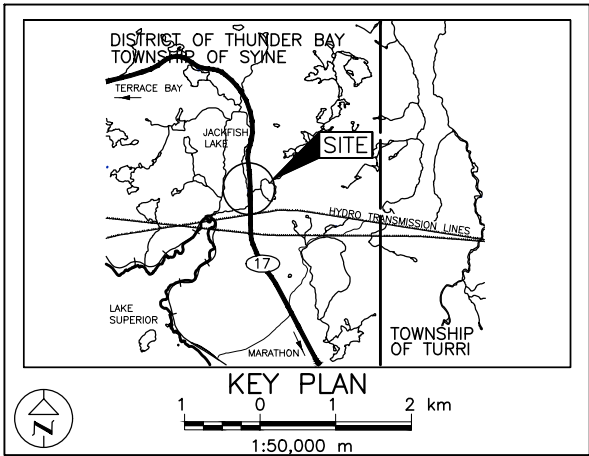 DISTRICT OF THUNDER BAY
TOWNSHIP OF SYINE
TERRACE BAY
JACKFISH
LAKE
SITE
HYDRO TRANSMISSION LINES
17
LAKE
SUPERIOR
MARATHON
TOWNSHIP
OF TURRI
KEY PLAN
1 0 1 2 km
1:50,000 m
N